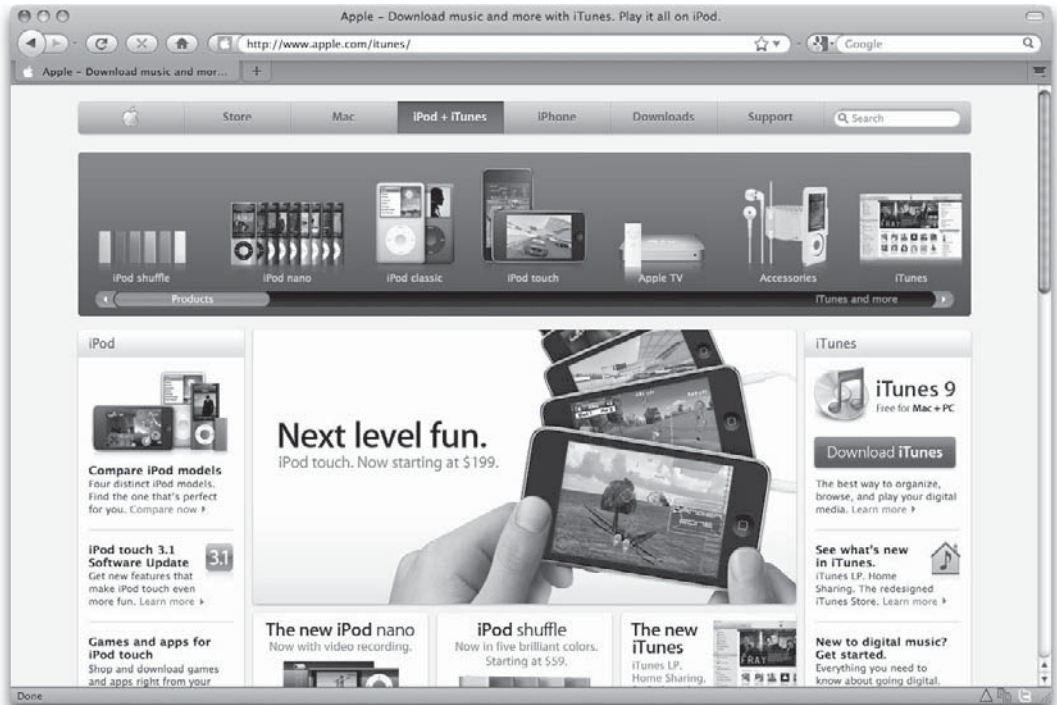 Apple – Download music and more with iTunes. Play it all on iPod.
http://www.apple.com/itunes/
Google
Apple – Download music and mor...
Store
Mac
iPod + iTunes
iPhone
Downloads
Support
Search
iPod shuffle
iPod nano
iPod classic
iPod touch
Apple TV
Accessories
iTunes
Products
iTunes and more
iPod
Compare iPod models
Four distinct iPod models.
Find the one that's perfect
for you. Compare now
iPod touch 3.1
Software Update
3.1
Get new features that
make iPod touch even
more fun. Learn more
Games and apps for
iPod touch
Shop and download games
and apps right from your
Next level fun.
iPod touch. Now starting at $199.
The new iPod nano
Now with video recording.
iPod shuffle
Now in five brilliant colors.
Starting at $59.
The new
iTunes
iTunes LP.
Home Sharing.
FRAY
iTunes
iTunes 9
Free for Mac + PC
Download iTunes
The best way to organize,
browse, and play your digital
media. Learn more
See what's new
in iTunes.
iTunes LP. Home
Sharing. The redesigned
iTunes Store. Learn more
New to digital music?
Get started.
Everything you need to
know about going digital.
Done